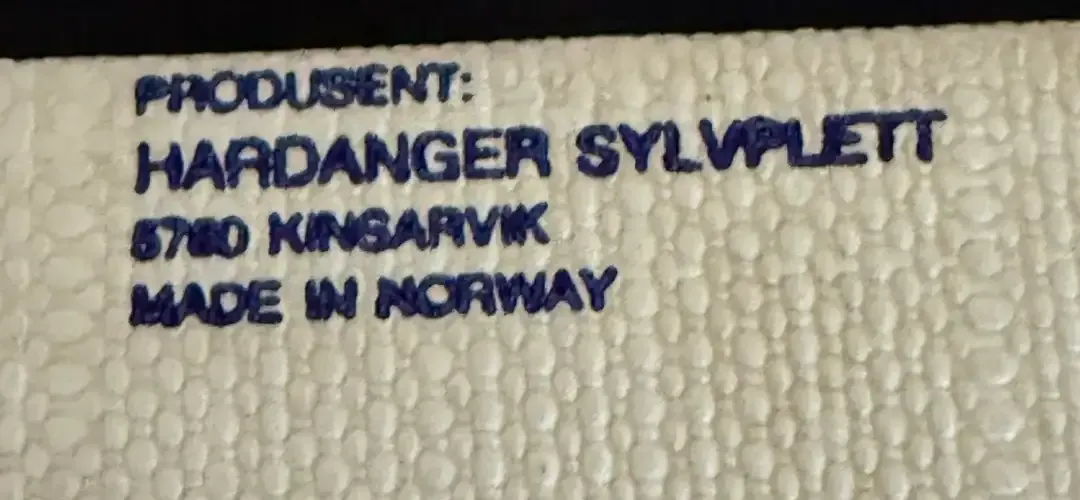 PRODUSENT:
HARDANGER SYLVPLETT
5780 KINSARVIK
MADE IN NORWAY